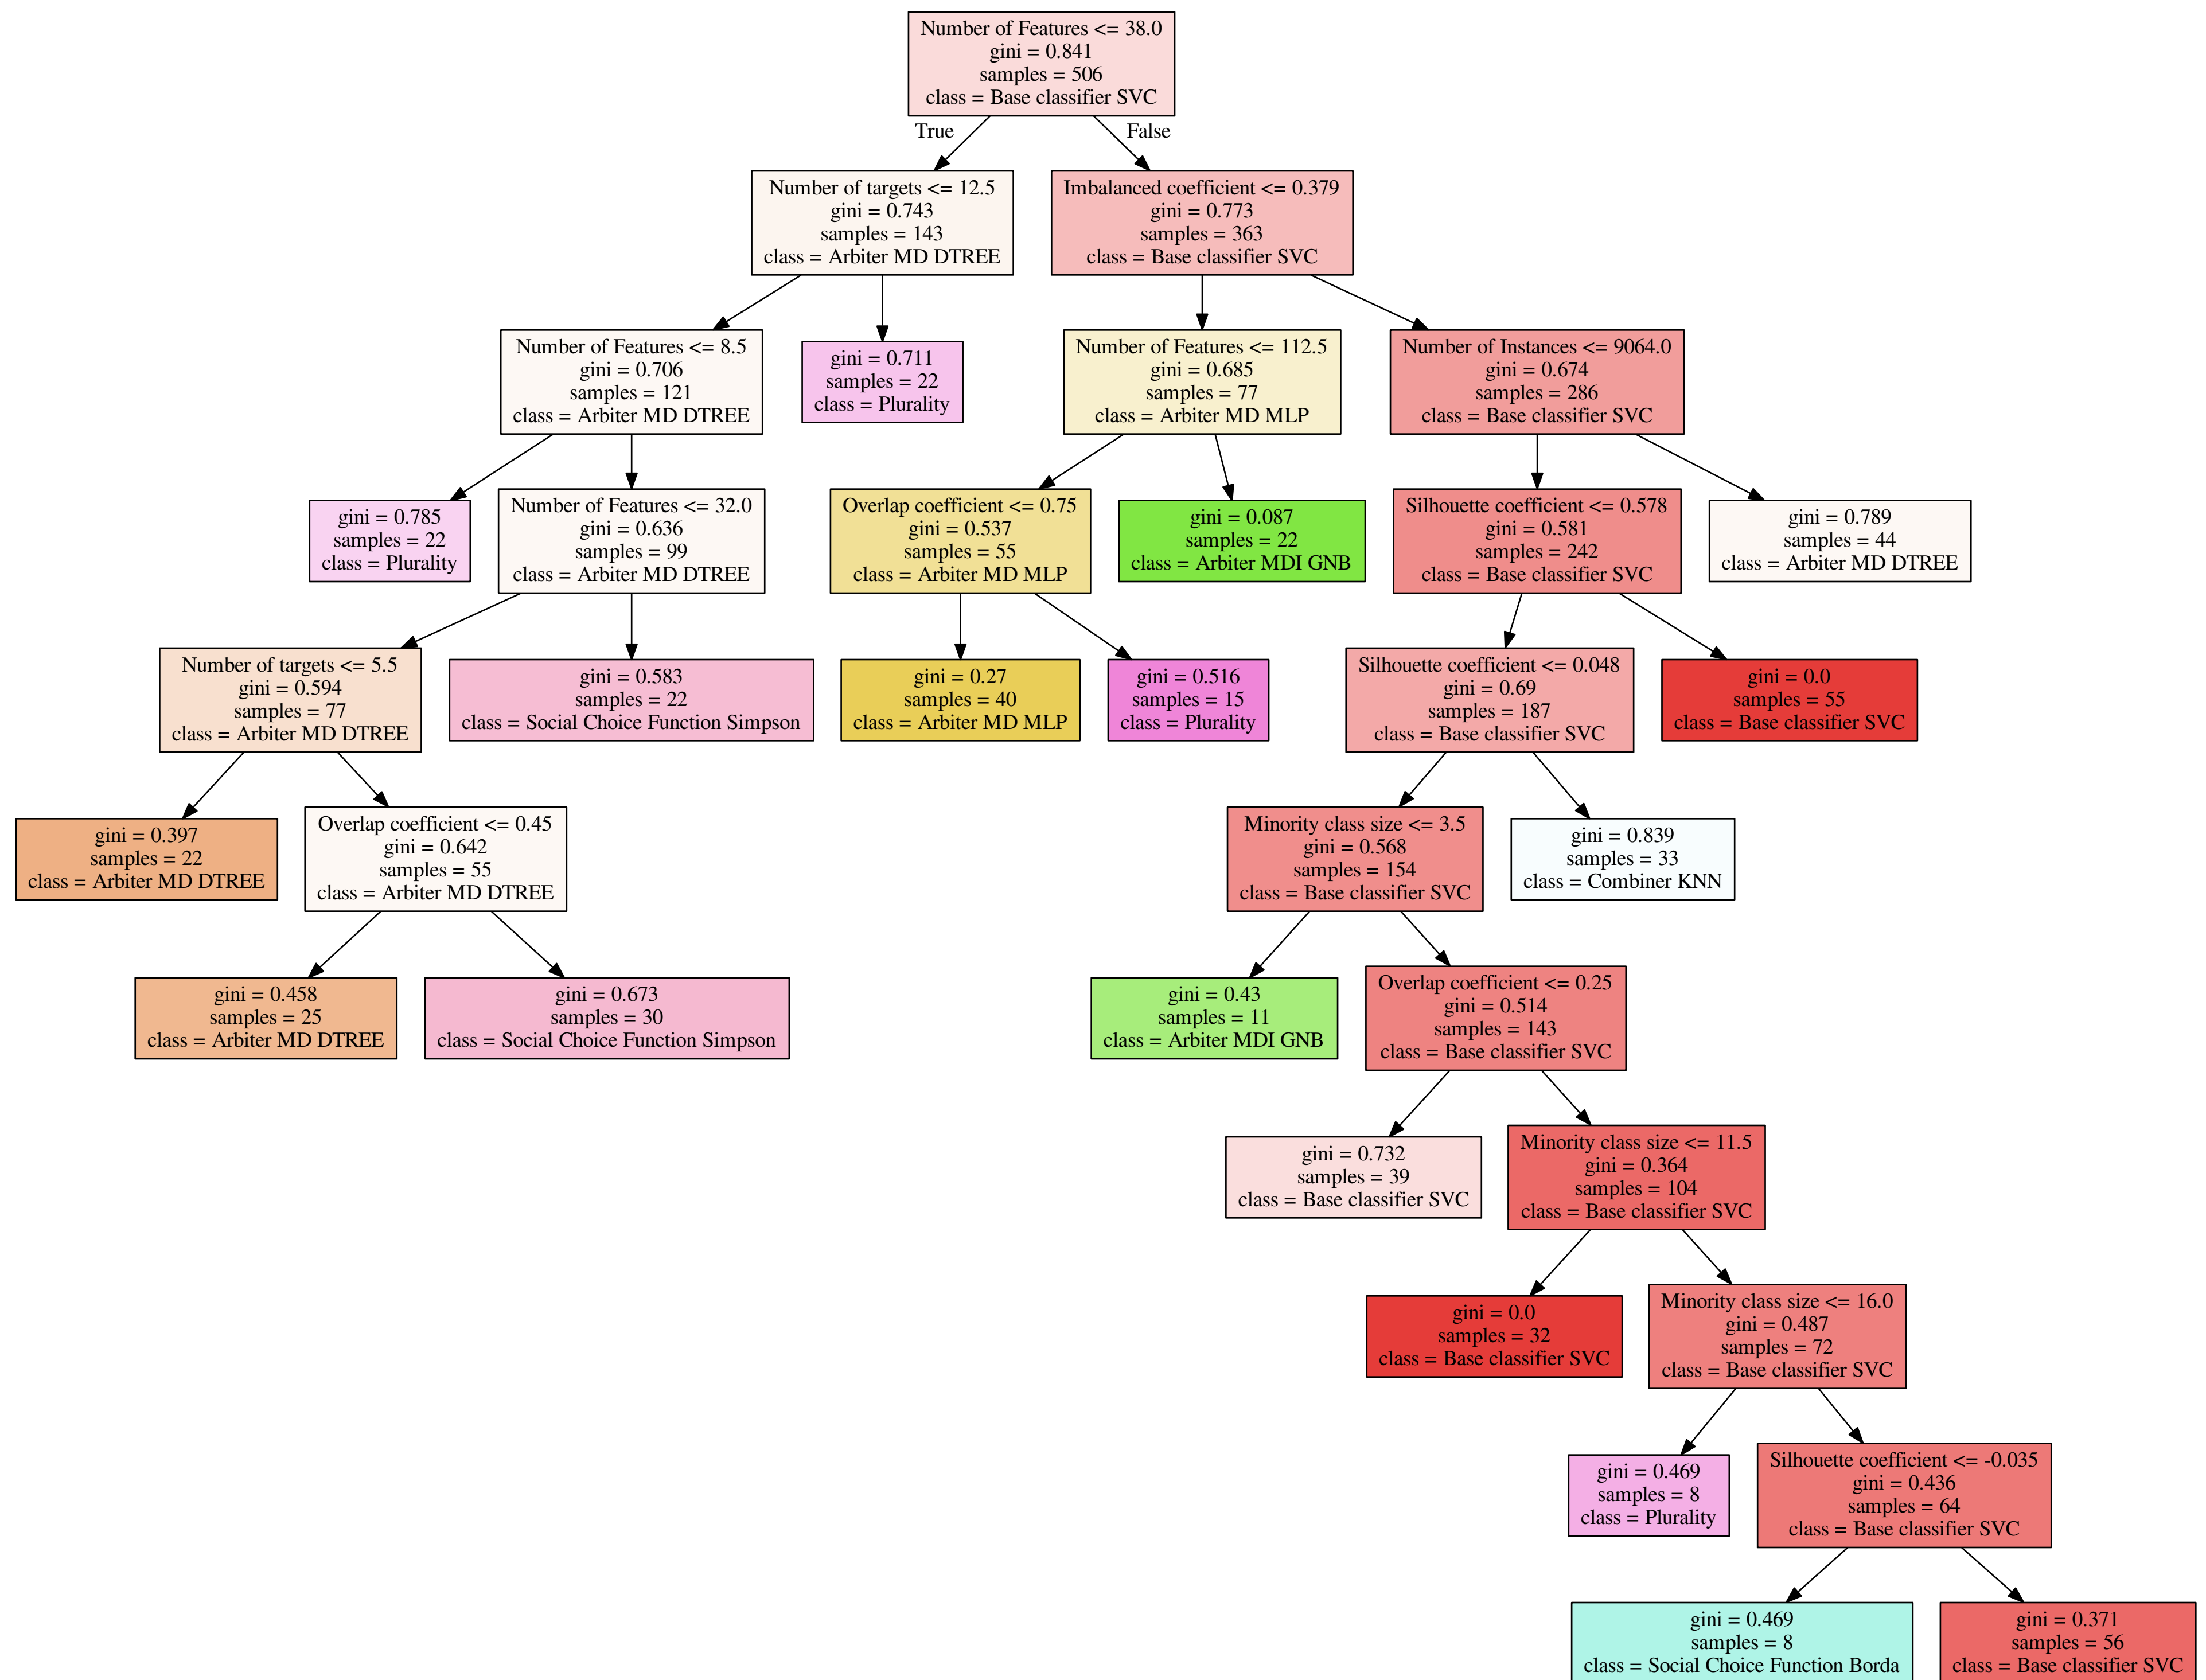 Number of Features <= 38.0
gini = 0.841
samples = 506
class = Base classifier SVC
True
False
Number of targets <= 12.5
gini = 0.743
samples = 143
class = Arbiter MD DTREE
Imbalanced coefficient <= 0.379
gini = 0.773
samples = 363
class = Base classifier SVC
Number of Features <= 8.5
gini = 0.706
samples = 121
class = Arbiter MD DTREE
gini = 0.711
samples = 22
class = Plurality
Number of Features <= 112.5
gini = 0.685
samples = 77
class = Arbiter MD MLP
Number of Instances <= 9064.0
gini = 0.674
samples = 286
class = Base classifier SVC
gini = 0.785
samples = 22
class = Plurality
Number of Features <= 32.0
gini = 0.636
samples = 99
class = Arbiter MD DTREE
Overlap coefficient <= 0.75
gini = 0.537
samples = 55
class = Arbiter MD MLP
gini = 0.087
samples = 22
class = Arbiter MDI GNB
Silhouette coefficient <= 0.578
gini = 0.581
samples = 242
class = Base classifier SVC
gini = 0.789
samples = 44
class = Arbiter MD DTREE
Number of targets <= 5.5
gini = 0.594
samples = 77
class = Arbiter MD DTREE
gini = 0.583
samples = 22
class = Social Choice Function Simpson
gini = 0.27
samples = 40
class = Arbiter MD MLP
gini = 0.516
samples = 15
class = Plurality
Silhouette coefficient <= 0.048
gini = 0.69
samples = 187
class = Base classifier SVC
gini = 0.0
samples = 55
class = Base classifier SVC
gini = 0.397
samples = 22
class = Arbiter MD DTREE
Overlap coefficient <= 0.45
gini = 0.642
samples = 55
class = Arbiter MD DTREE
Minority class size <= 3.5
gini = 0.568
samples = 154
class = Base classifier SVC
gini = 0.839
samples = 33
class = Combiner KNN
gini = 0.458
samples = 25
class = Arbiter MD DTREE
gini = 0.673
samples = 30
class = Social Choice Function Simpson
gini = 0.43
samples = 11
class = Arbiter MDI GNB
Overlap coefficient <= 0.25
gini = 0.514
samples = 143
class = Base classifier SVC
gini = 0.732
samples = 39
class = Base classifier SVC
Minority class size <= 11.5
gini = 0.364
samples = 104
class = Base classifier SVC
gini = 0.0
samples = 32
class = Base classifier SVC
Minority class size <= 16.0
gini = 0.487
samples = 72
class = Base classifier SVC
gini = 0.469
samples = 8
class = Plurality
Silhouette coefficient <= -0.035
gini = 0.436
samples = 64
class = Base classifier SVC
gini = 0.469
samples = 8
class = Social Choice Function Borda
gini = 0.371
samples = 56
class = Base classifier SVC